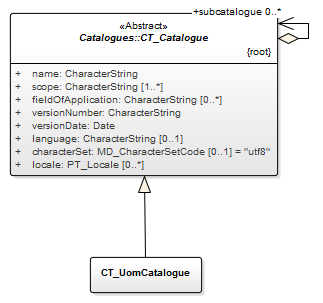 +subcatalogue 0..*
«Abstract»
Catalogues::CT_Catalogue
{root}
+ name: CharacterString
+ scope: CharacterString [1..*]
+ fieldOfApplication: CharacterString [0..*]
+ versionNumber: CharacterString
+ versionDate: Date
+ language: CharacterString [0..1]
+ characterSet: MD_CharacterSetCode [0..1] = "utf8"
+ locale: PT_Locale [0..*]
CT_UomCatalogue